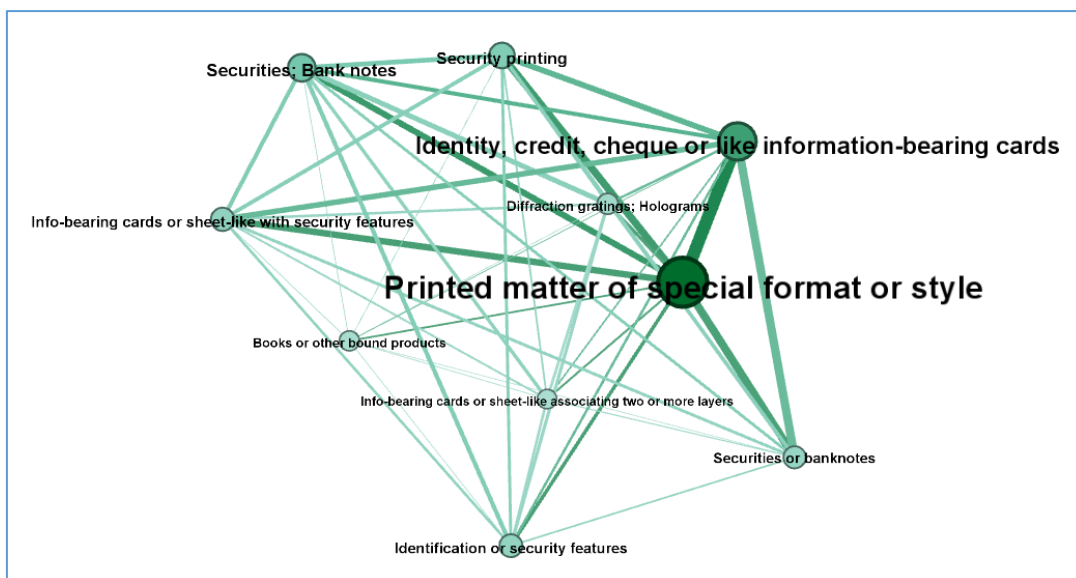 Security printing
Securities; Bank notes
Identity, credit, cheque or like information-bearing cards
Diffraction gratings; Holograms
Info-bearing cards or sheet-like with security features
Printed matter of special format or style
Books or other bound products
Info-bearing cards or sheet-like associating two or more layers
Securities or banknotes
Identification or security features